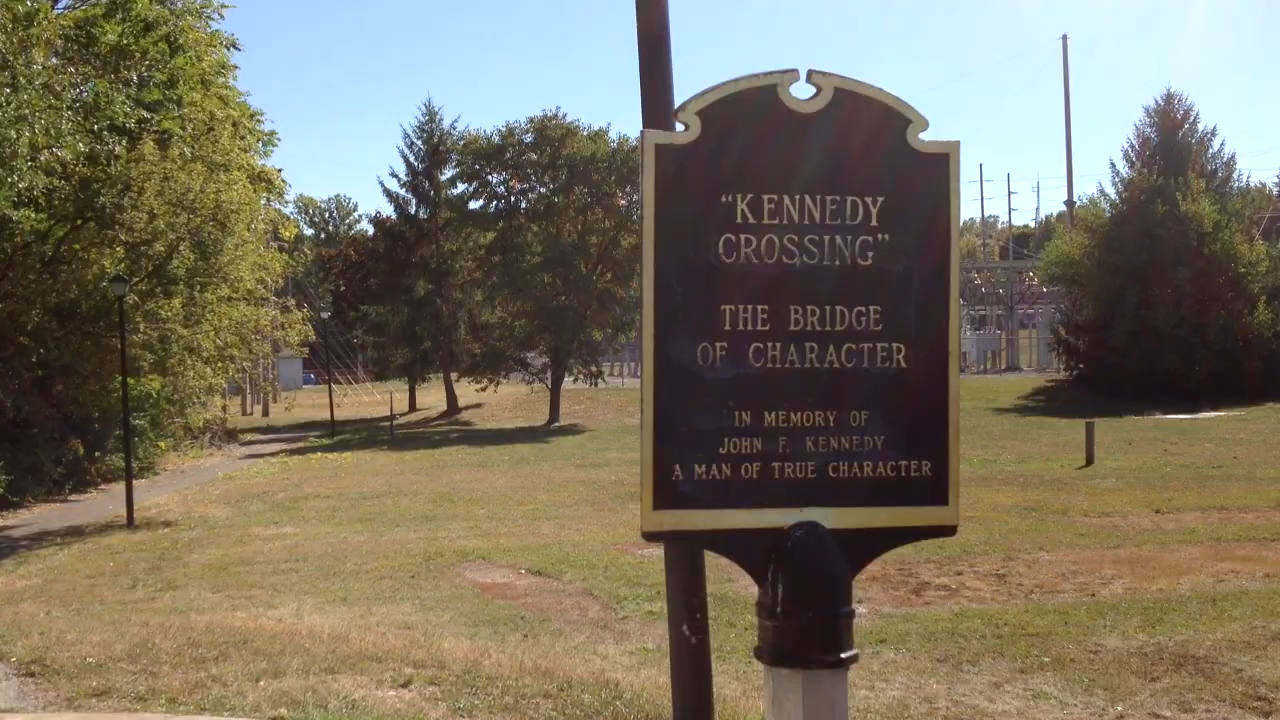 “KENNEDY
CROSSING”
THE BRIDGE
OF CHARACTER
IN MEMORY OF
JOHN F. KENNEDY
A MAN OF TRUE CHARACTER